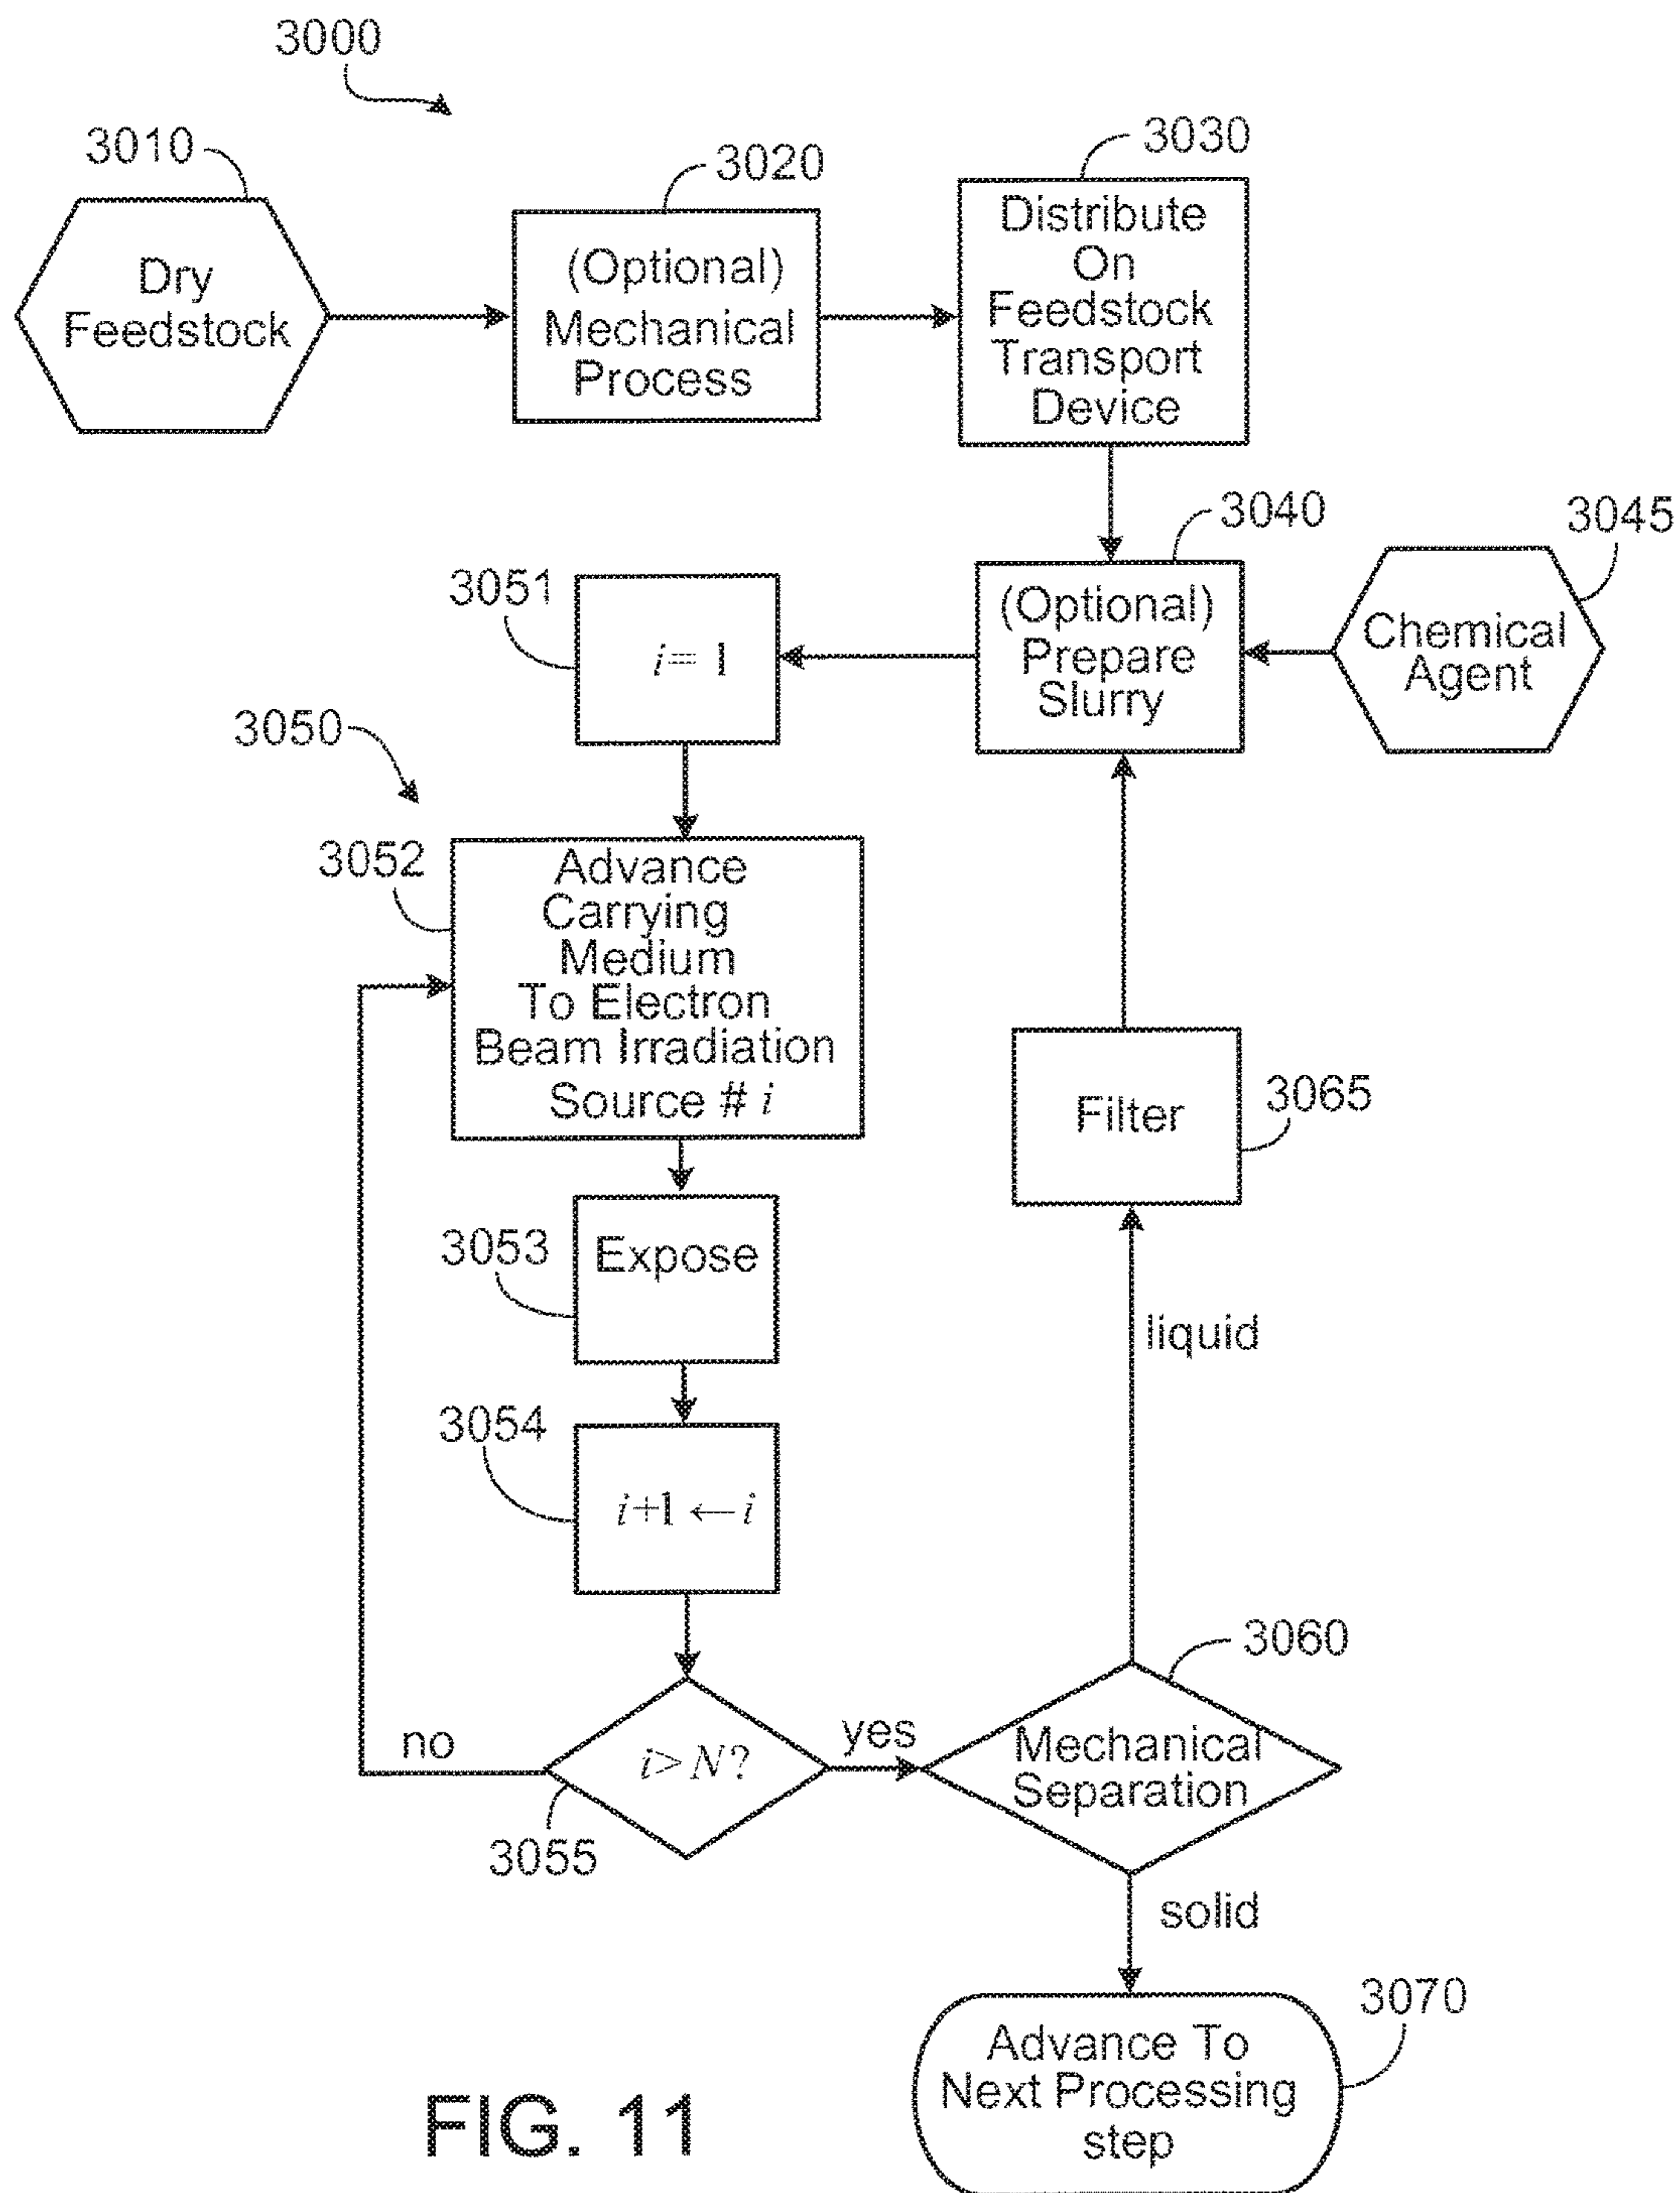 3000
3010
Dry
Feedstock
3020
(Optional)
Mechanical
Process
3030
Distribute
On
Feedstock
Transport
Device
3040
(Optional)
Prepare
Slurry
3045
Chemical
Agent
3051
i = 1
3050
3052
Advance
Carrying
Medium
To Electron
Beam Irradiation
Source # i
3053
Expose
3054
i+1 ← i
3055
i > N?
no
yes
3060
Mechanical
Separation
liquid
3065
Filter
solid
3070
Advance To
Next Processing
step
FIG. 11